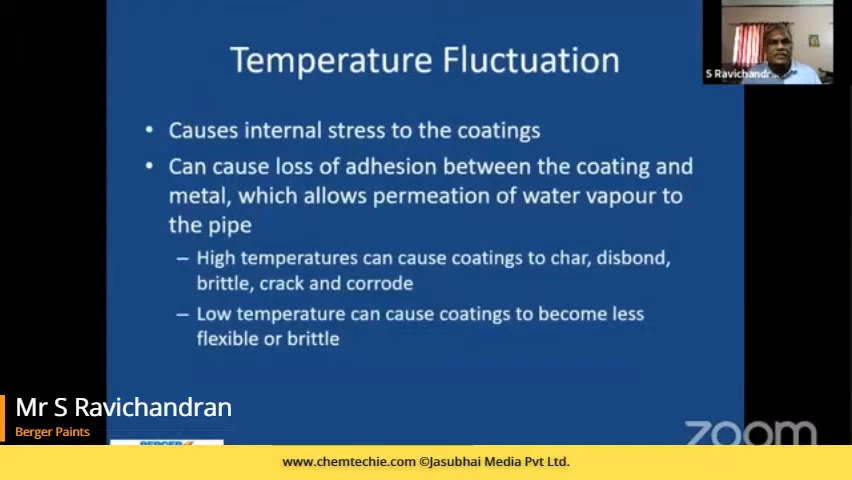 Temperature Fluctuation
S Ravichandran
• Causes internal stress to the coatings
• Can cause loss of adhesion between the coating and
metal, which allows permeation of water vapour to
the pipe
– High temperatures can cause coatings to char, disbond,
brittle, crack and corrode
– Low temperature can cause coatings to become less
flexible or brittle
Mr S Ravichandran
Berger Paints
BERGER
zoom
www.chemtechie.com ©Jasubhai Media Pvt Ltd.